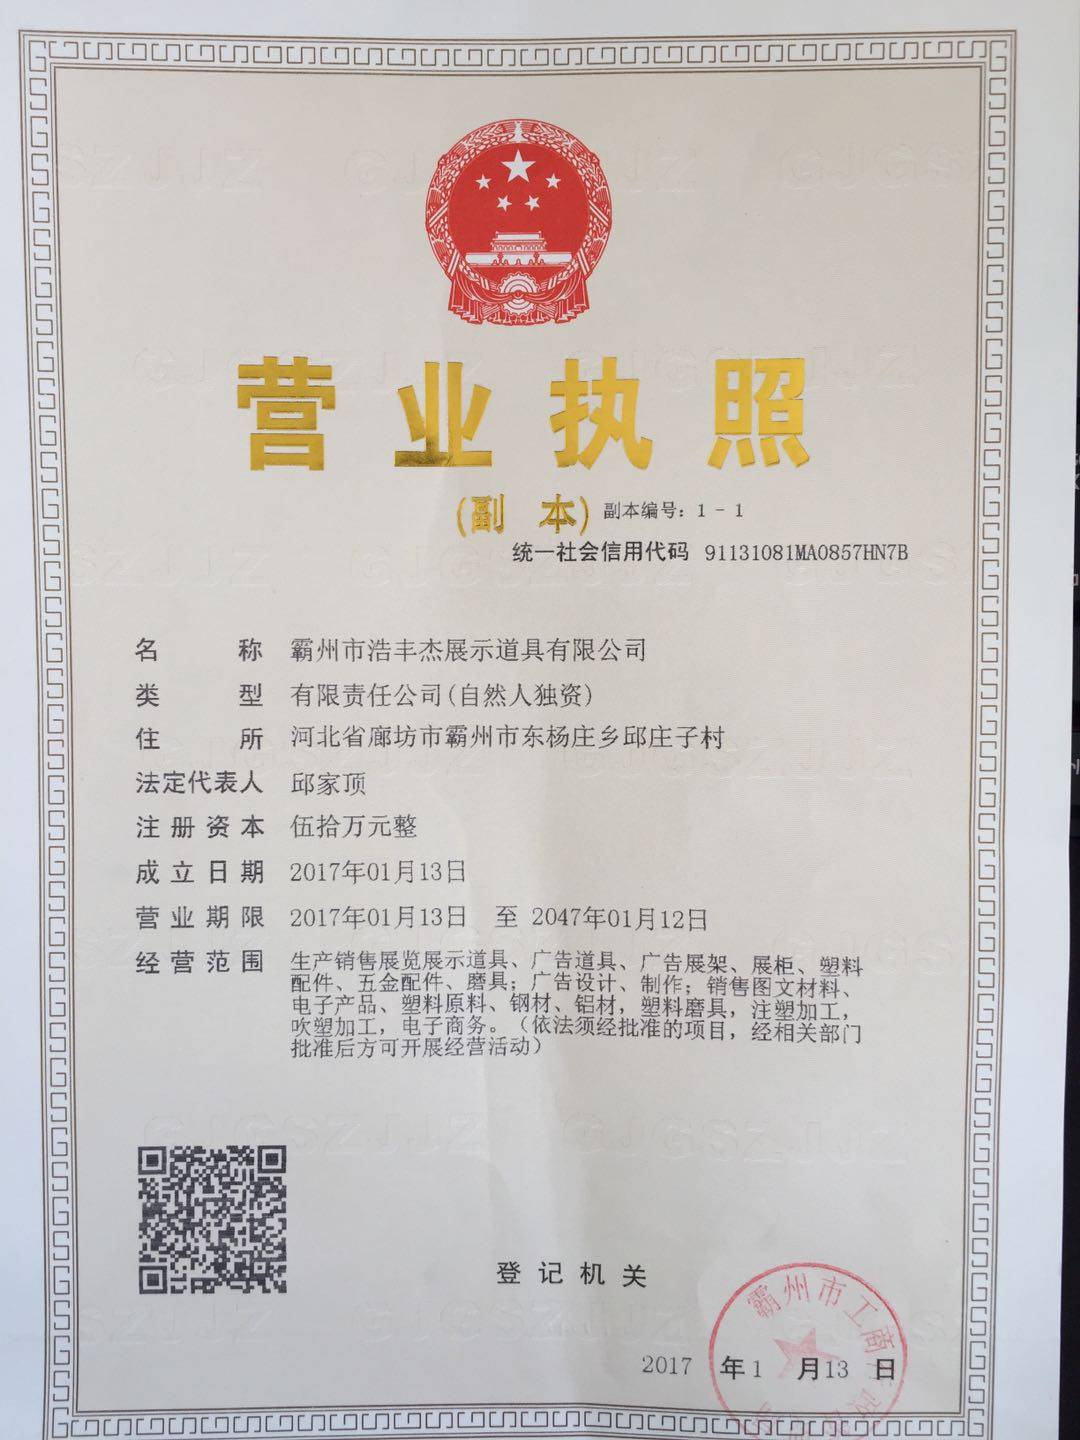 营业执照
(副 本) 副本编号：1 - 1
统一社会信用代码 91131081MA0857HN7B
名 称 霸州市浩丰杰展示道具有限公司
类 型 有限责任公司(自然人独资)
住 所 河北省廊坊市霸州市东杨庄乡邱庄子村
法定代表人 邱家顶
注册资本 伍拾万元整
成立日期 2017年01月13日
营业期限 2017年01月13日 至 2047年01月12日
经营范围 生产销售展览展示道具、广告道具、广告展架、展柜、塑料
配件、五金配件、磨具；广告设计、制作；销售图文材料、
电子产品、塑料原料、钢材、铝材，塑料磨具，注塑加工，
吹塑加工，电子商务。（依法须经批准的项目，经相关部门
批准后方可开展经营活动）
登记机关
霸州市工商行政
2017 年1 月13 日